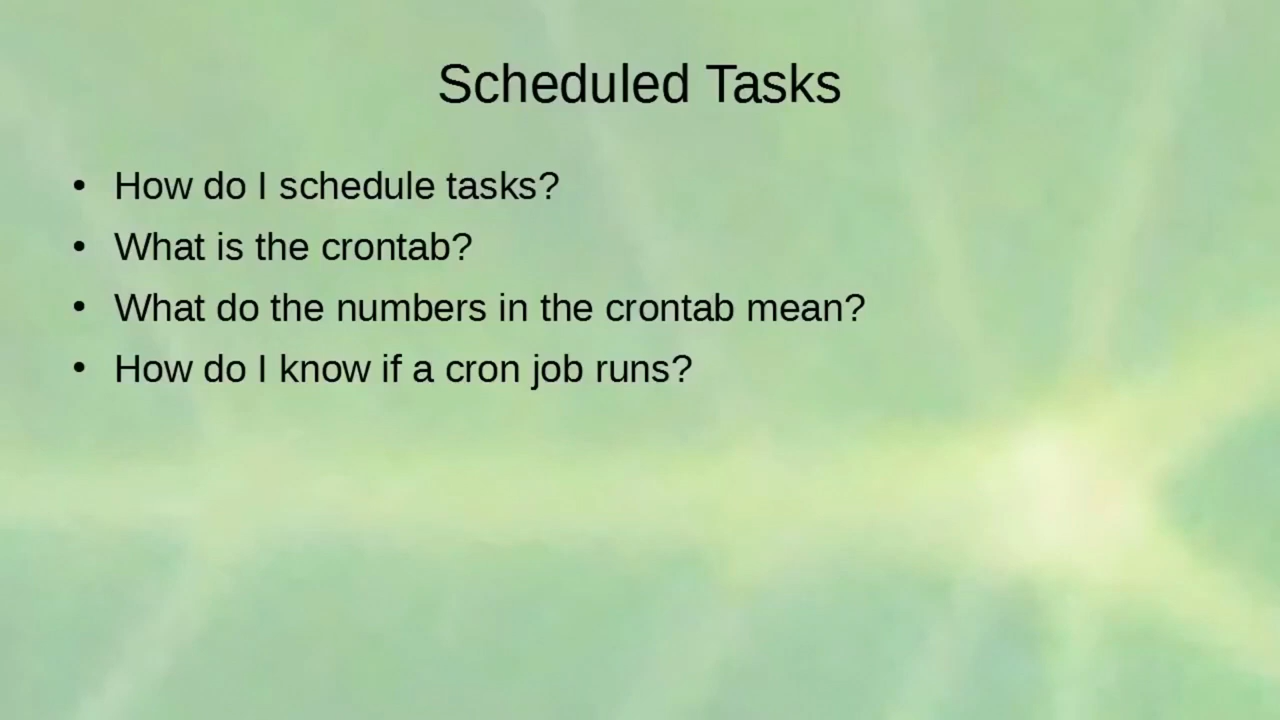 Scheduled Tasks
• How do I schedule tasks?
• What is the crontab?
• What do the numbers in the crontab mean?
• How do I know if a cron job runs?